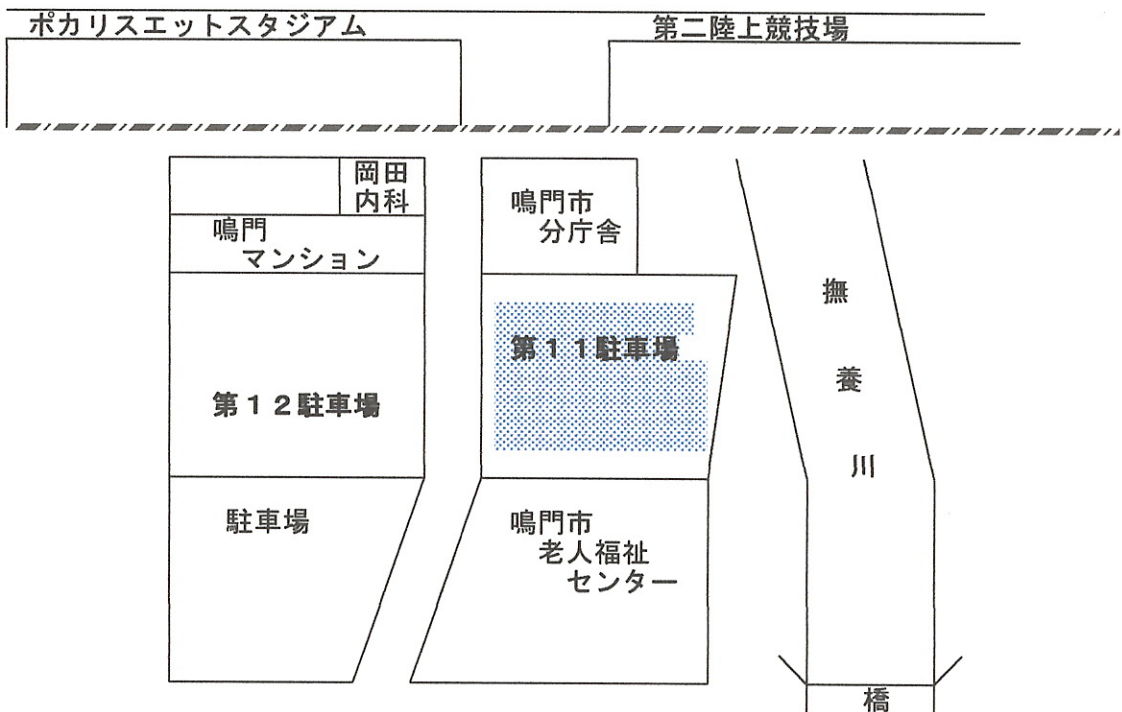 ポカリスエットスタジアム
第二陸上競技場
岡田
内科
鳴門
マンション
鳴門市
分庁舎
第１１駐車場
第１２駐車場
撫
養
川
駐車場
鳴門市
老人福祉
センター
橋